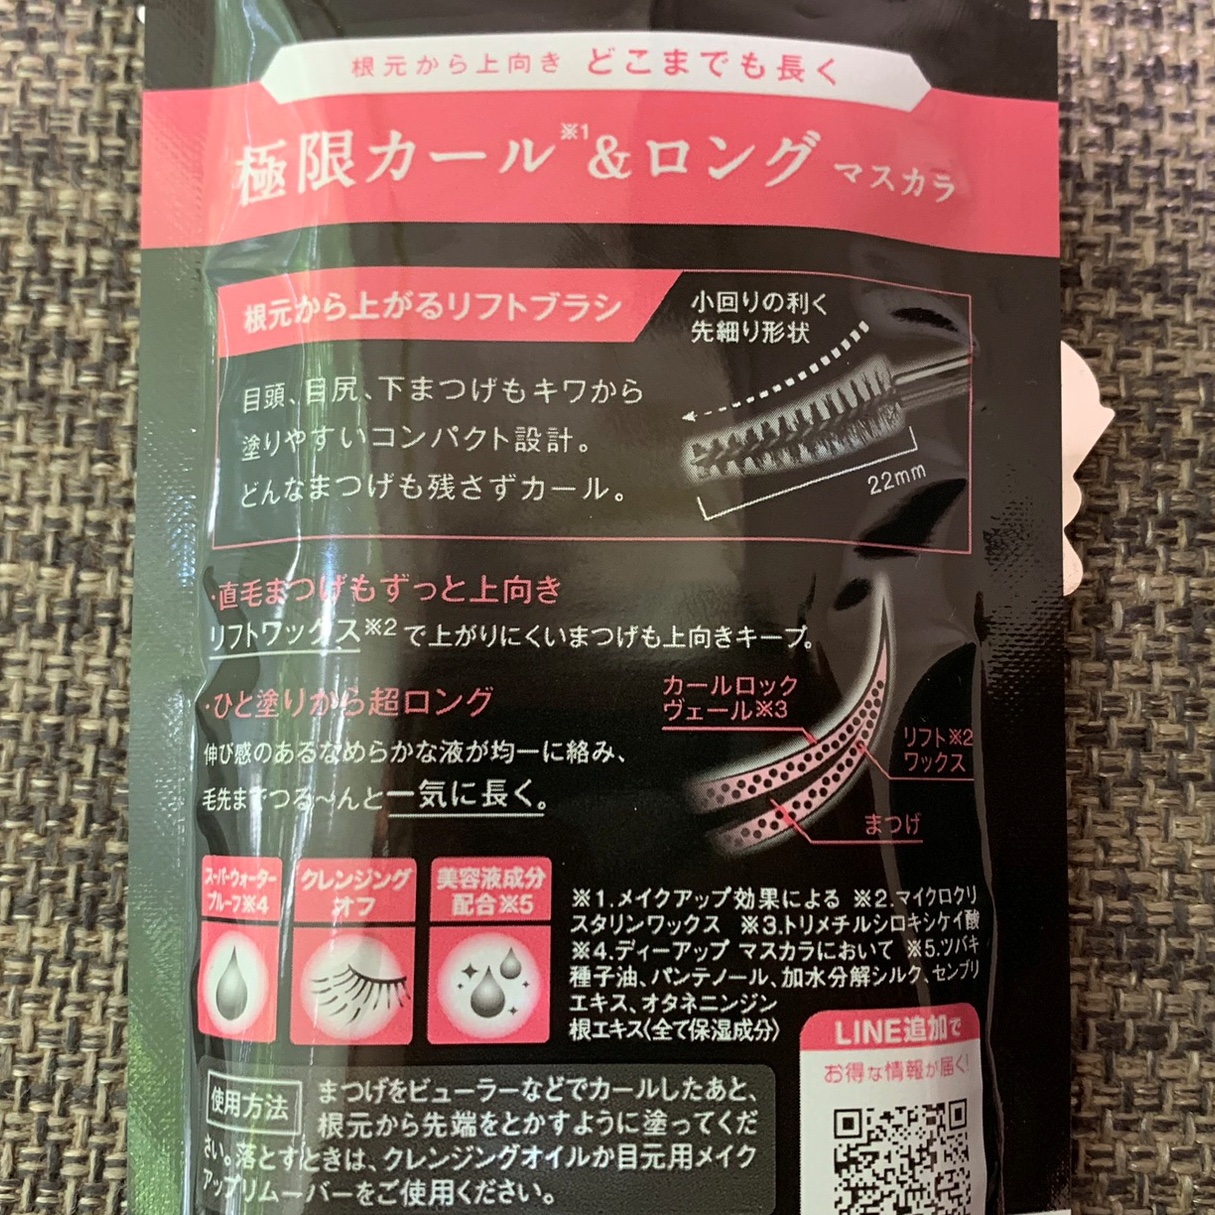 根元から上向き どこまでも長く
極限カール※1&ロング マスカラ
根元から上がるリフトブラシ
小回りの利く
先細り形状
目頭、目尻、下まつげもキワから
塗りやすいコンパクト設計。
どんなまつげも残さずカール。
22mm
・直毛まつげもずっと上向き
リフトワックス※2で上がりにくいまつげも上向きキープ。
・ひと塗りから超ロング
伸び感のあるなめらかな液が均一に絡み、
毛先までつる〜んと一気に長く。
カールロック
ヴェール※3
リフト※2
ワックス
まつげ
スーパーウォーター
プルーフ※4
クレンジング
オフ
美容液成分
配合※5
※1.メイクアップ効果による ※2.マイクロクリ
スタリンワックス ※3.トリメチルシロキシケイ酸
※4.ディーアップ マスカラにおいて ※5.ツバキ
種子油、パンテノール、加水分解シルク、センブリ
エキス、オタネニンジン
根エキス(全て保湿成分)
LINE追加で
お得な情報が届く!
使用方法
まつげをビューラーなどでカールしたあと、
根元から先端をとかすように塗ってくだ
さい。落とすときは、クレンジングオイルか目元用メイク
アップリムーバーをご使用ください。